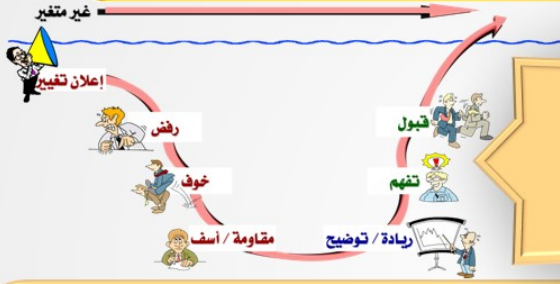 غير متغير
إعلان تغيير
رفض
خوف
مقاومة / أسف
ريادة / توضيح
تفهم
قبول